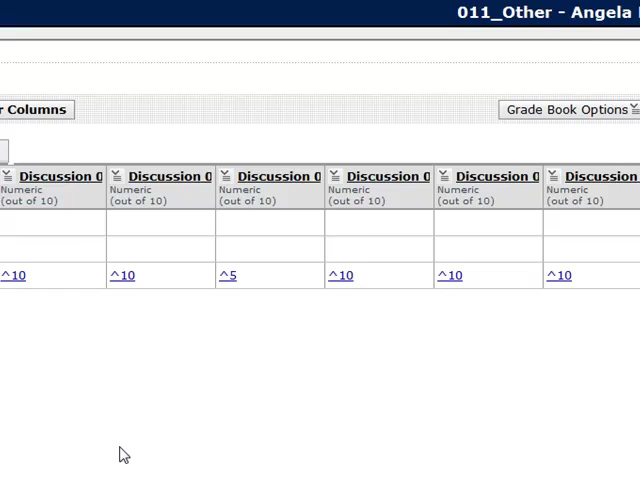 011_Other - Angela
r Columns
Grade Book Options
Discussion 0 Discussion 0 Discussion 0 Discussion 0 Discussion 0 Discussion
Numeric Numeric Numeric Numeric Numeric Numeric
(out of 10) (out of 10) (out of 10) (out of 10) (out of 10) (out of 10)
^10 ^10 ^5 ^10 ^10 ^10